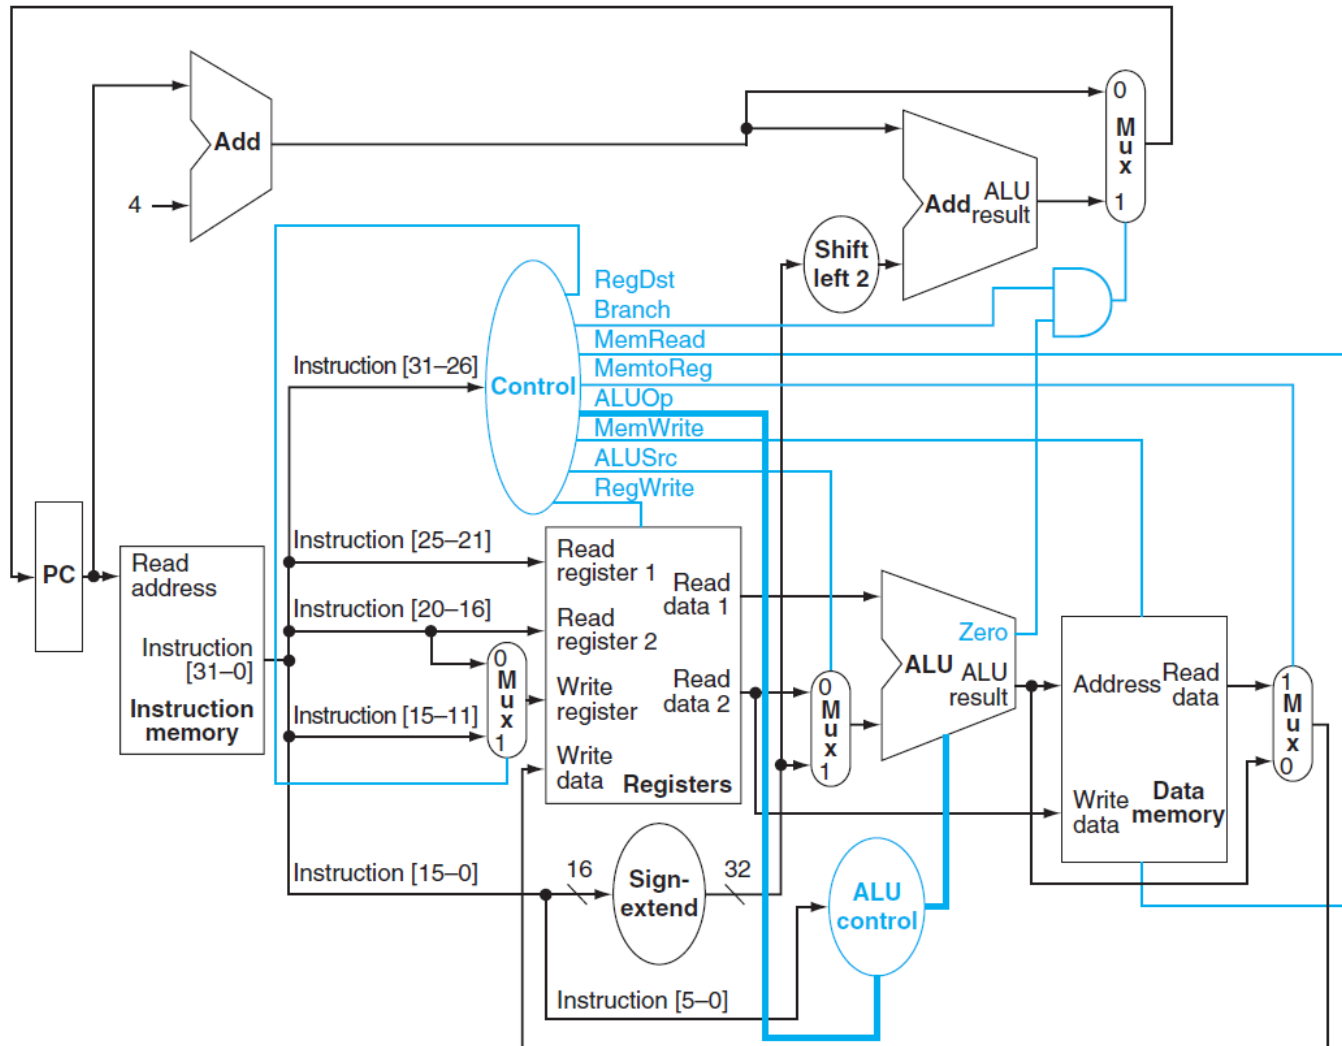 0
M
u
x
1
Add
4
Add
ALU
result
Shift
left 2
RegDst
Branch
MemRead
MemtoReg
ALUOp
MemWrite
ALUSrc
RegWrite
Control
Instruction [31–26]
Instruction [25–21]
Instruction [20–16]
Instruction [15–11]
Instruction [15–0]
Instruction [5–0]
PC
Read
address
Instruction
[31–0]
Instruction
memory
0
M
u
x
1
Read
register 1
Read
register 2
Write
register
Write
data
Read
data 1
Read
data 2
Registers
0
M
u
x
1
Zero
ALU
ALU
result
Address
Read
data
Write
data
Data
memory
1
M
u
x
0
16
Sign-
extend
32
ALU
control